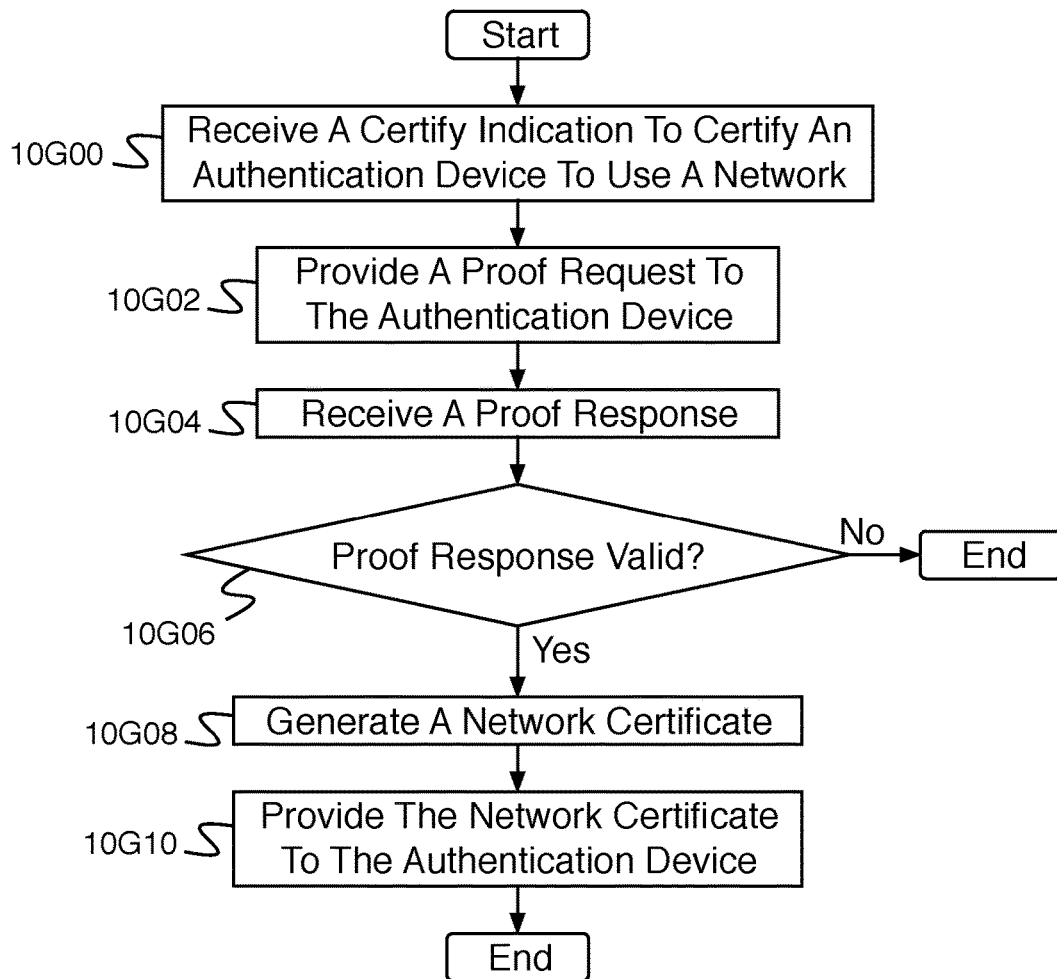 Start
10G00
Receive A Certify Indication To Certify An
Authentication Device To Use A Network
10G02
Provide A Proof Request To
The Authentication Device
10G04
Receive A Proof Response
10G06
Proof Response Valid?
No
End
Yes
10G08
Generate A Network Certificate
10G10
Provide The Network Certificate
To The Authentication Device
End